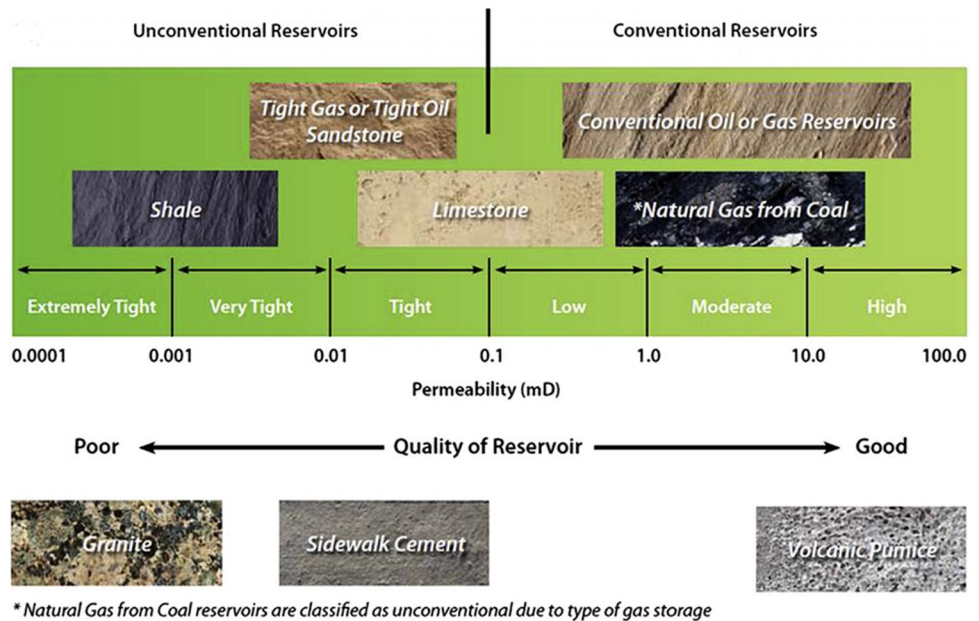 Unconventional Reservoirs
Conventional Reservoirs
Tight Gas or Tight Oil
Sandstone
Conventional Oil or Gas Reservoirs
Shale
Limestone
*Natural Gas from Coal
Extremely Tight
Very Tight
Tight
Low
Moderate
High
0.0001
0.001
0.01
0.1
1.0
10.0
100.0
Permeability (mD)
Poor
Quality of Reservoir
Good
Granite
Sidewalk Cement
Volcanic Pumice
* Natural Gas from Coal reservoirs are classified as unconventional due to type of gas storage